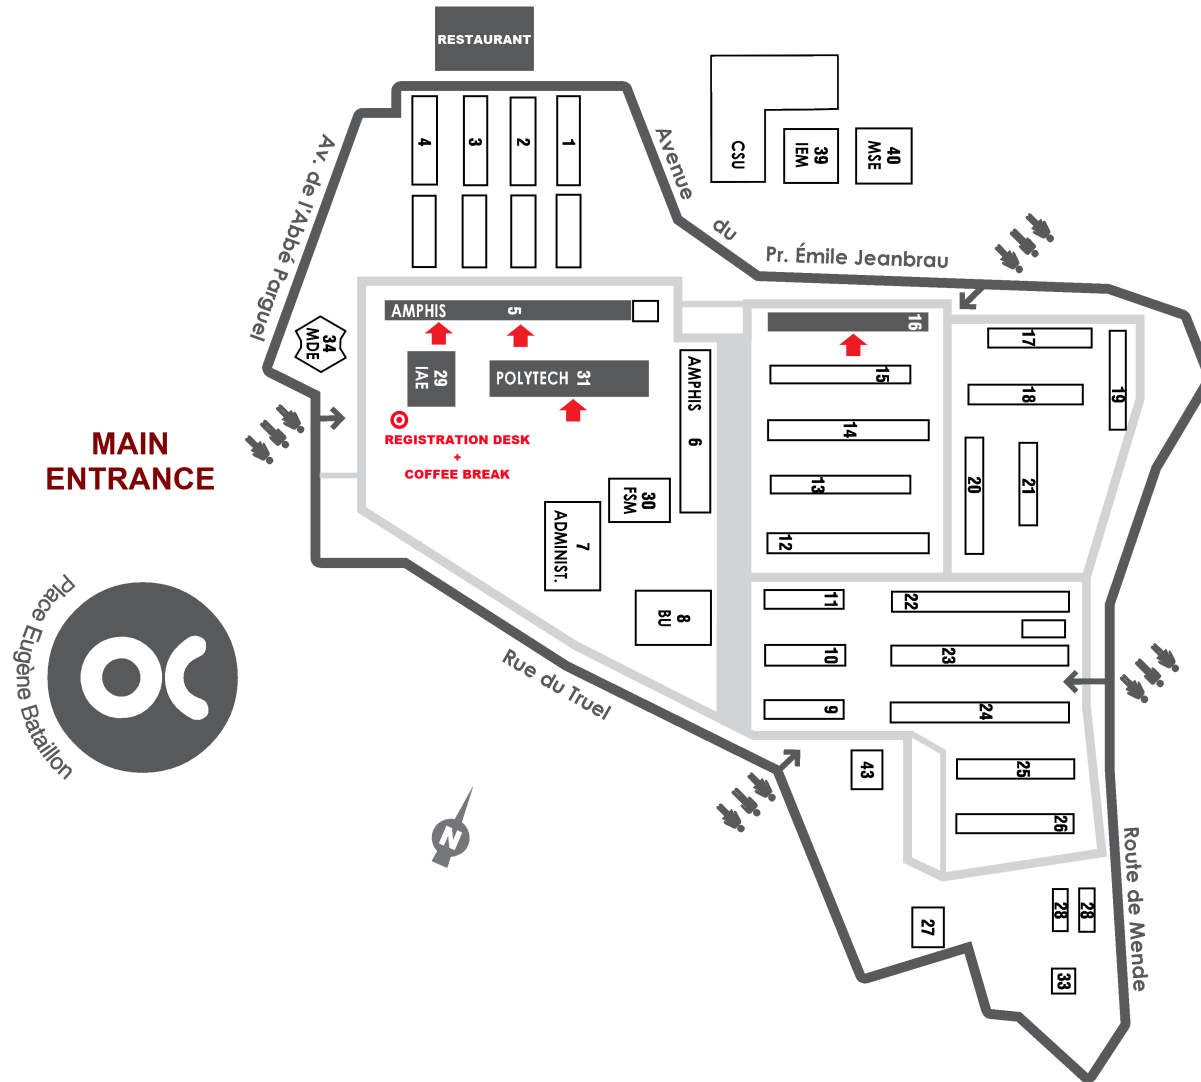 RESTAURANT
4
3
2
1
Av. de l'Abbé Parguel
Avenue
du
Pr. Émile Jeanbrau
CSU
39
IEM
40
MSE
AMPHIS 5
34
MDE
29
IAE
POLYTECH 31
AMPHIS 6
16
15
14
13
12
17
18
19
20
21
REGISTRATION DESK
+
COFFEE BREAK
MAIN
ENTRANCE
30
FSM
7
ADMINIST.
8
BU
11
10
9
22
23
24
25
26
Place Eugène Bataillon
Rue du Truel
N
43
27
28
28
33
Route de Mende